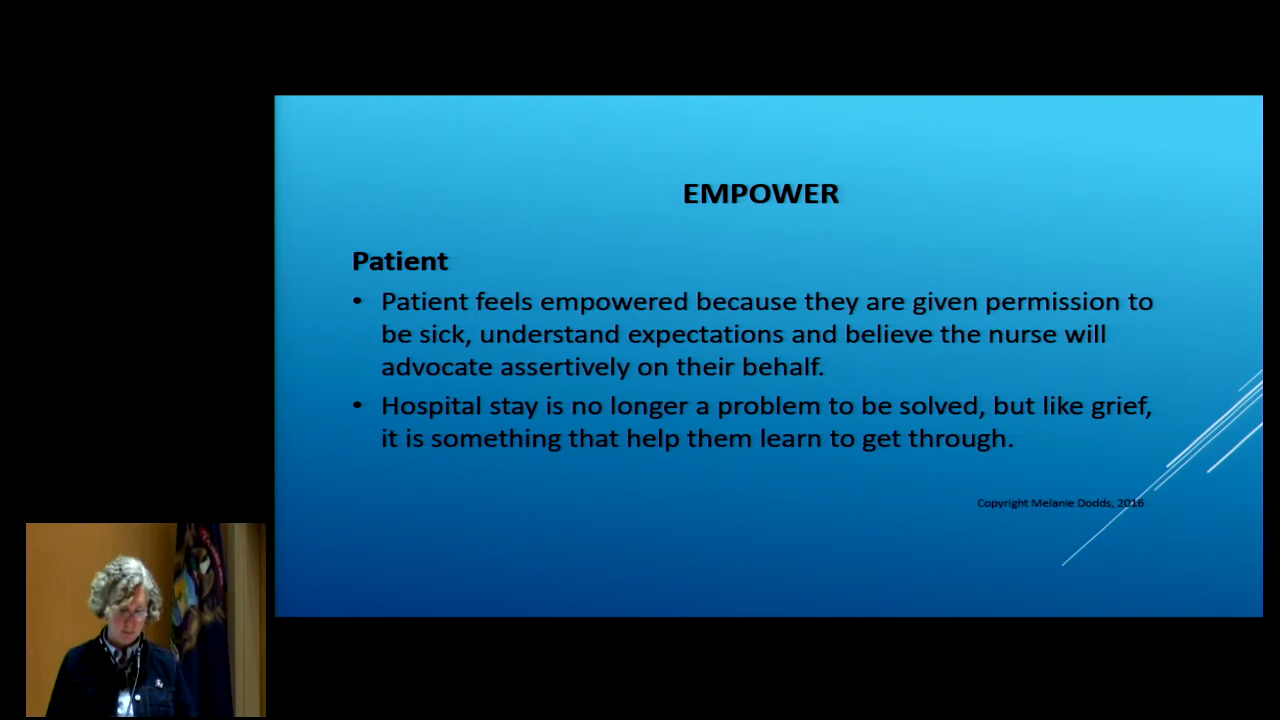 EMPOWER
Patient
• Patient feels empowered because they are given permission to
be sick, understand expectations and believe the nurse will
advocate assertively on their behalf.
• Hospital stay is no longer a problem to be solved, but like grief,
it is something that help them learn to get through.
Copyright Melanie Dodds, 2016